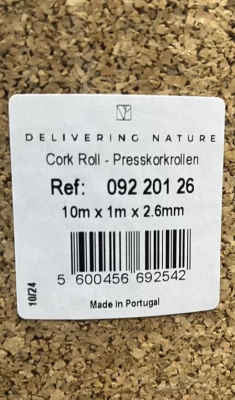 DELIVERING NATURE
Cork Roll - Presskorkrollen
Ref: 092 201 26
10m x 1m x 2.6mm
5 600456 692542
10/24
Made in Portugal